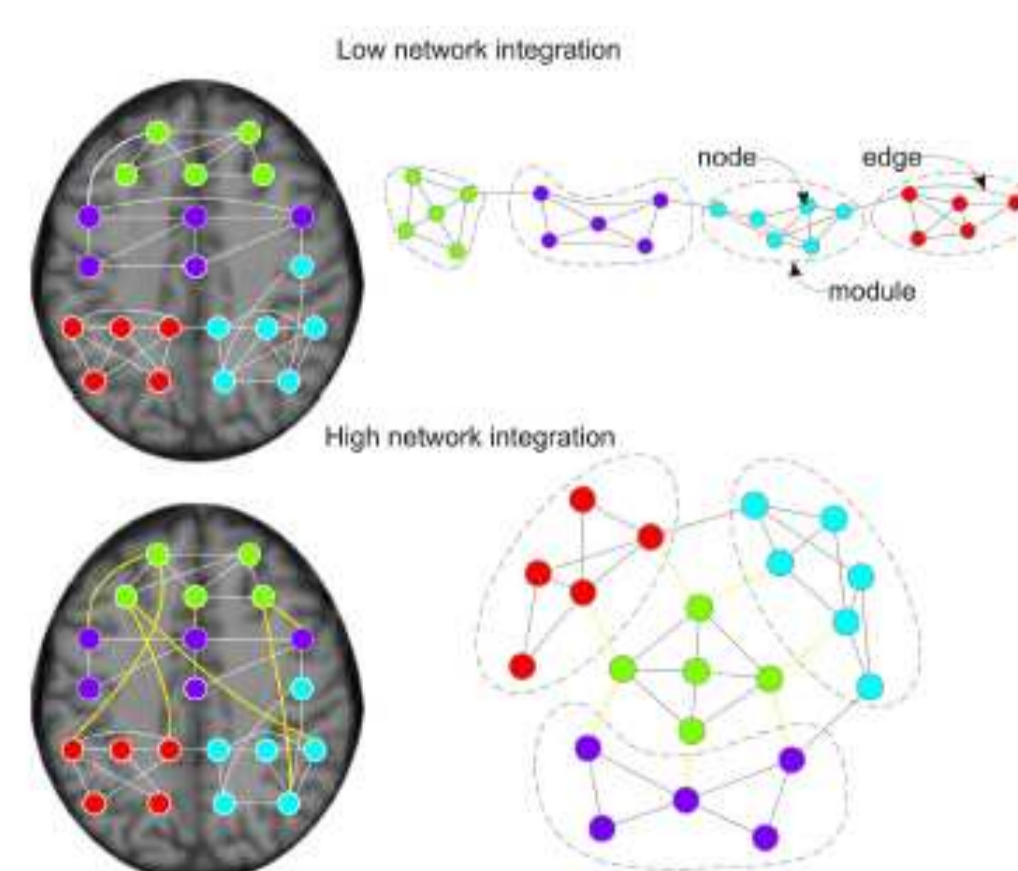 Low network integration
node
edge
module
High network integration